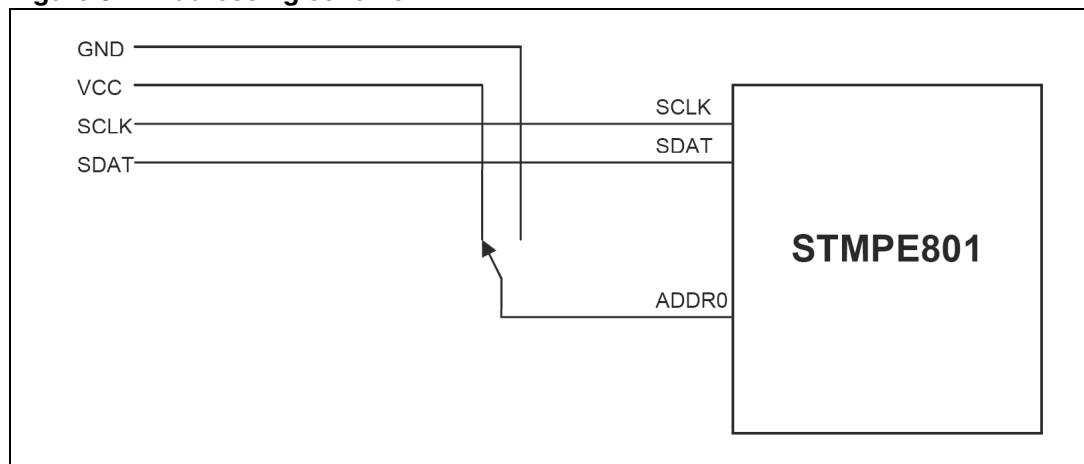 GND
VCC
SCLK
SDAT
SCLK
SDAT
STMPE801
ADDR0